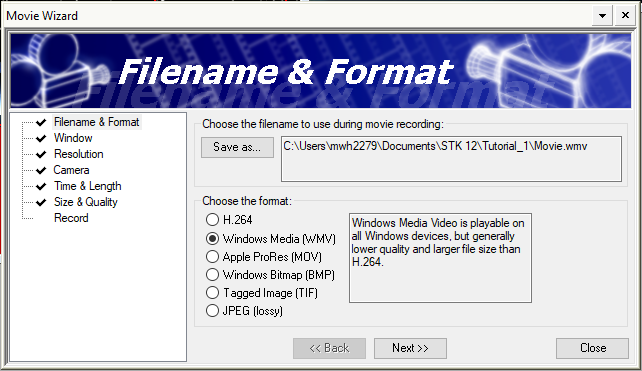 Movie Wizard
Filename & Format
Filename & Format
Filename & Format
Window
Resolution
Camera
Time & Length
Size & Quality
Record
Choose the filename to use during movie recording:
Save as...
C:\Users\mwh2279\Documents\STK 12\Tutorial_1\Movie.wmv
Choose the format:
H.264
Windows Media (WMV)
Apple ProRes (MOV)
Windows Bitmap (BMP)
Tagged Image (TIF)
JPEG (lossy)
Windows Media Video is playable on
all Windows devices, but generally
lower quality and larger file size than
H.264.
<< Back
Next >>
Close